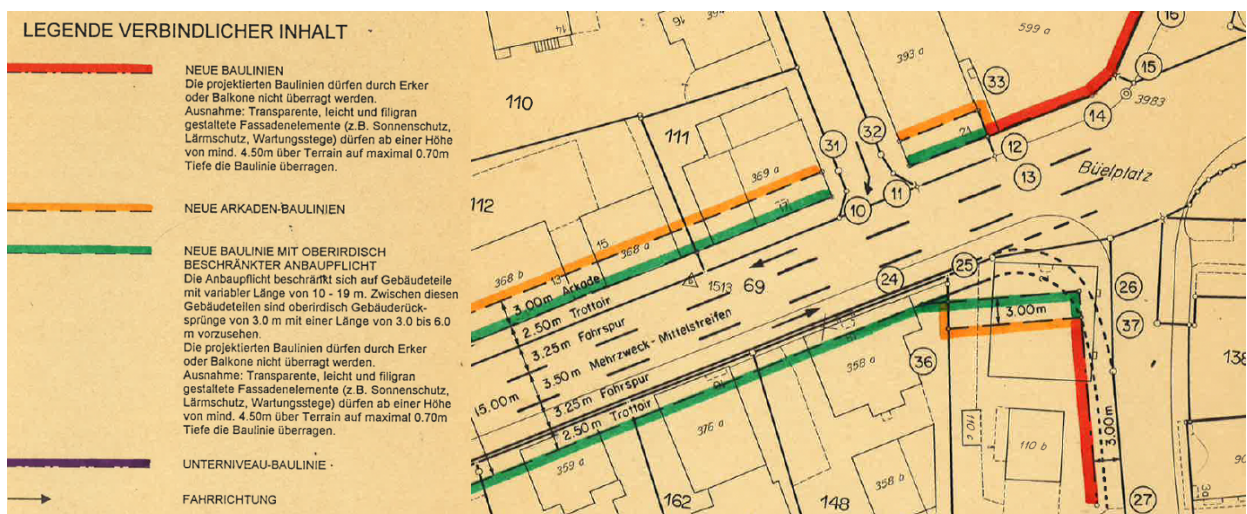 LEGENDE VERBINDLICHER INHALT
NEUE BAULINIEN
Die projektierten Baulinien dürfen durch Erker
oder Balkone nicht überragt werden.
Ausnahme: Transparente, leicht und filigran
gestaltete Fassadenelemente (z.B. Sonnenschutz,
Lärmschutz, Wartungsstege) dürfen ab einer Höhe
von mind. 4.50m über Terrain auf maximal 0.70m
Tiefe die Baulinie überragen.
NEUE ARKADEN-BAULINIEN
NEUE BAULINIE MIT OBERIRDISCH
BESCHRÄNKTER ANBAUPFLICHT
Die Anbaupflicht beschränkt sich auf Gebäudeteile
mit variabler Länge von 10 - 19 m. Zwischen diesen
Gebäudeteilen sind oberirdisch Gebäuderück-
sprünge von 3.0 m mit einer Länge von 3.0 bis 6.0
m vorzusehen.
Die projektierten Baulinien dürfen durch Erker
oder Balkone nicht überragt werden.
Ausnahme: Transparente, leicht und filigran
gestaltete Fassadenelemente (z.B. Sonnenschutz,
Lärmschutz, Wartungsstege) dürfen ab einer Höhe
von mind. 4.50m über Terrain auf maximal 0.70m
Tiefe die Baulinie überragen.
UNTERNIVEAU-BAULINIE
FAHRRICHTUNG
14
16
394
599 a
16
393 a
15
33
3983
14
110
111
31
32
21
12
13
Büelplatz
369 a
11
10
112
17
15
368 a
368 b
13
3.00m Arkade
2.50m Trottoir
3.25m Fahrspur
3.50m Mehrzweck-Mittelstreifen
3.25m Fahrspur
2.50m Trottoir
15.00m
1513
69
24
25
26
37
3.00m
36
358 a
376 a
359 a
358 b
162
148
110 a
110 b
3.00m
27
138